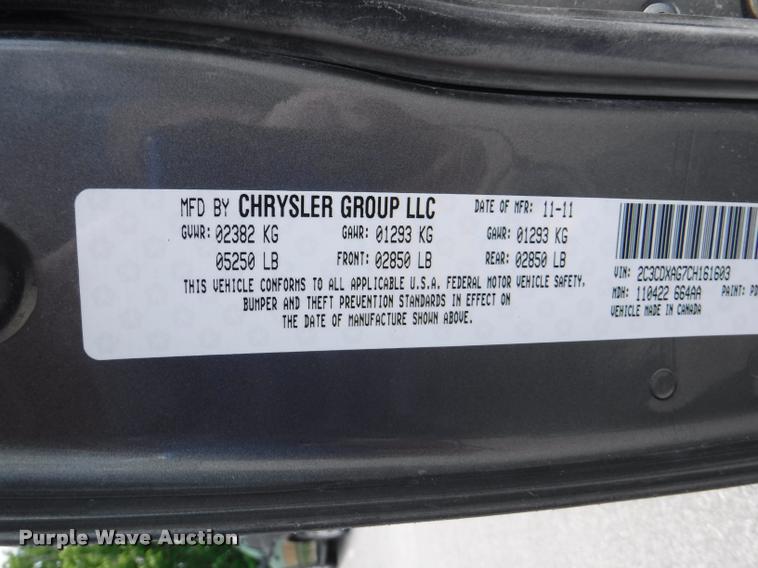 MFD BY CHRYSLER GROUP LLC DATE OF MFR: 11-11
GVWR: 02382 KG GAWR: 01293 KG GAWR: 01293 KG
05250 LB FRONT: 02850 LB REAR: 02850 LB
THIS VEHICLE CONFORMS TO ALL APPLICABLE U.S.A. FEDERAL MOTOR VEHICLE SAFETY,
BUMPER AND THEFT PREVENTION STANDARDS IN EFFECT ON
THE DATE OF MANUFACTURE SHOWN ABOVE.
VIN: 2C3CDXAG7CH161603
MDH: 110422 664AA PAINT: PD
VEHICLE MADE IN CANADA
Purple Wave Auction